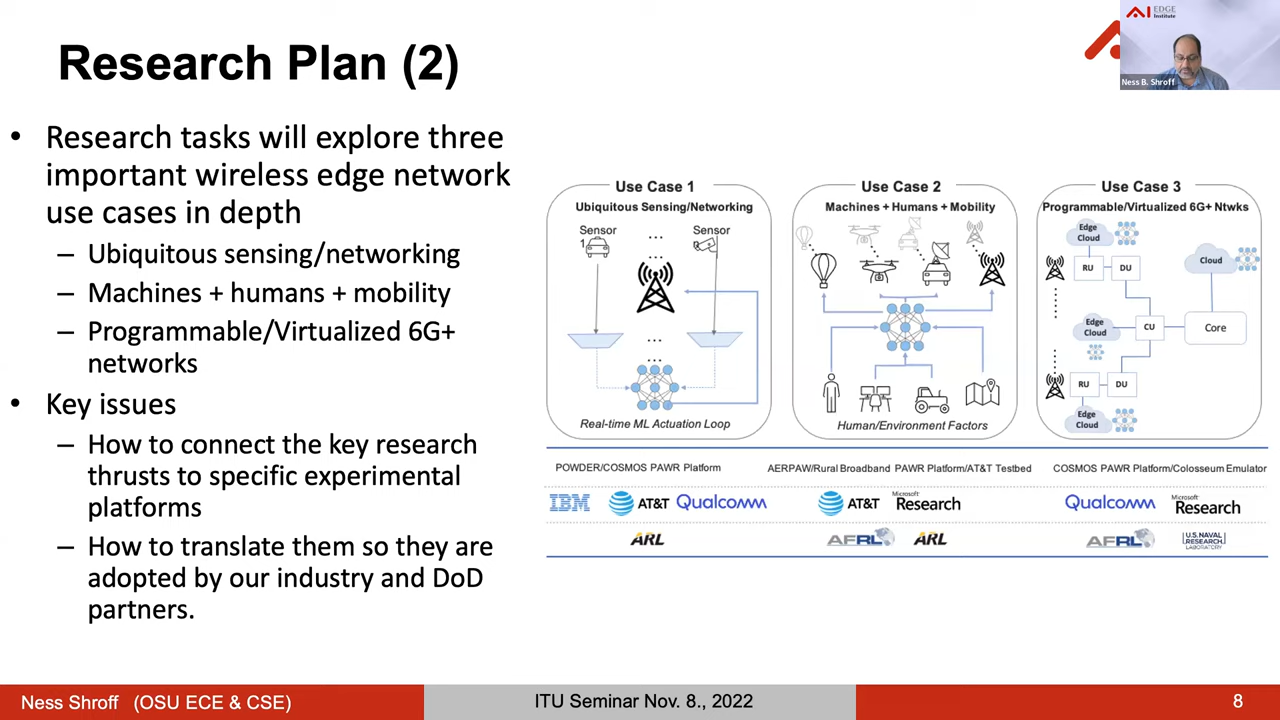 Research Plan (2)
AI EDGE
Institute
Ness B. Shroff
• Research tasks will explore three
important wireless edge network
use cases in depth
– Ubiquitous sensing/networking
– Machines + humans + mobility
– Programmable/Virtualized 6G+
networks
• Key issues
– How to connect the key research
thrusts to specific experimental
platforms
– How to translate them so they are
adopted by our industry and DoD
partners.
Use Case 1
Ubiquitous Sensing/Networking
Sensor
1
...
Sensor
...
...
...
Real-time ML Actuation Loop
Use Case 2
Machines + Humans + Mobility
Human/Environment Factors
Use Case 3
Programmable/Virtualized 6G+ Ntwks
Edge
Cloud
RU
DU
Cloud
Edge
Cloud
CU
Core
RU
DU
Edge
Cloud
POWDER/COSMOS PAWR Platform
AERPAW/Rural Broadband PAWR Platform/AT&T Testbed
COSMOS PAWR Platform/Colosseum Emulator
IBM AT&T Qualcomm
AT&T Microsoft Research
Qualcomm Microsoft Research
ARL
AFRL ARL
AFRL U.S. NAVAL RESEARCH LABORATORY
Ness Shroff (OSU ECE & CSE)
ITU Seminar Nov. 8., 2022
8